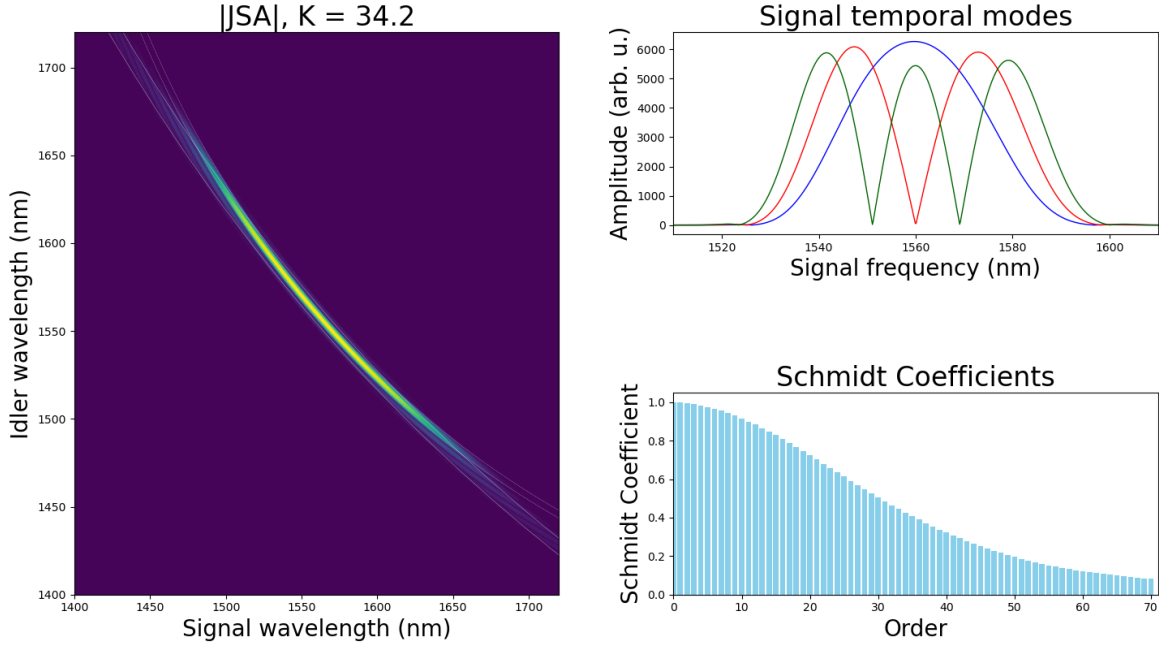 |JSA|, K = 34.2
Idler wavelength (nm)
1700
1650
1600
1550
1500
1450
1400
1400 1450 1500 1550 1600 1650 1700
Signal wavelength (nm)
Signal temporal modes
Amplitude (arb. u.)
6000
5000
4000
3000
2000
1000
0
1520 1540 1560 1580 1600
Signal frequency (nm)
Schmidt Coefficients
Schmidt Coefficient
1.0
0.8
0.6
0.4
0.2
0.0
0 10 20 30 40 50 60 70
Order